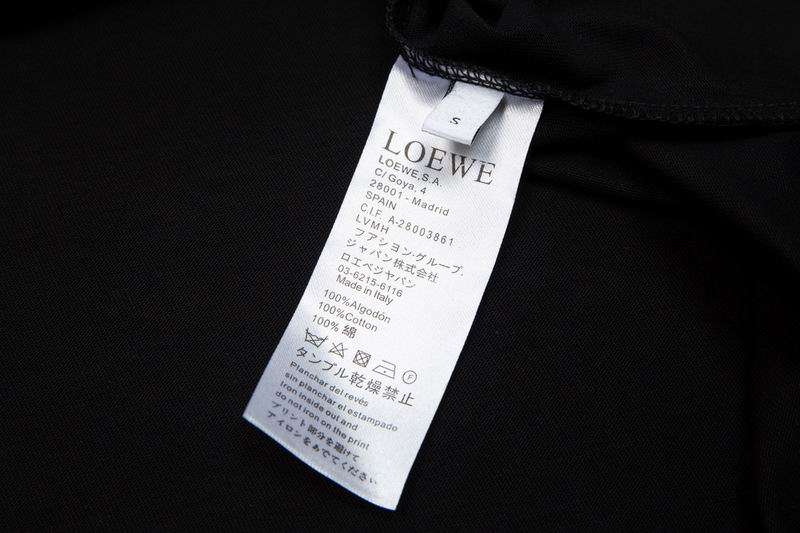 S
LOEWE
LOEWE,S.A.
C/ Goya, 4
28001 - Madrid
SPAIN
C.I.F. A-28003861
LVMH
フアション·グループ.
ジャパン株式会社
ロエベジャパン
03-6215-6116
Made in Italy
100%Algodón
100%Cotton
100% 綿
F
タンブル乾燥禁止
Planchar del revés
sin planchar el estampado
Iron inside out and
do not iron on the print
プリント部分を避けて
アイロンをあててください